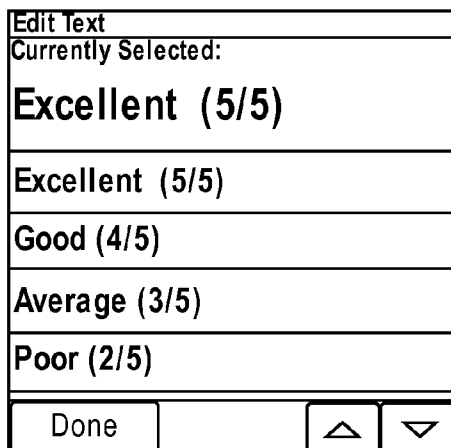 Edit Text
Currently Selected:
Excellent (5/5)
Excellent (5/5)
Good (4/5)
Average (3/5)
Poor (2/5)
Done